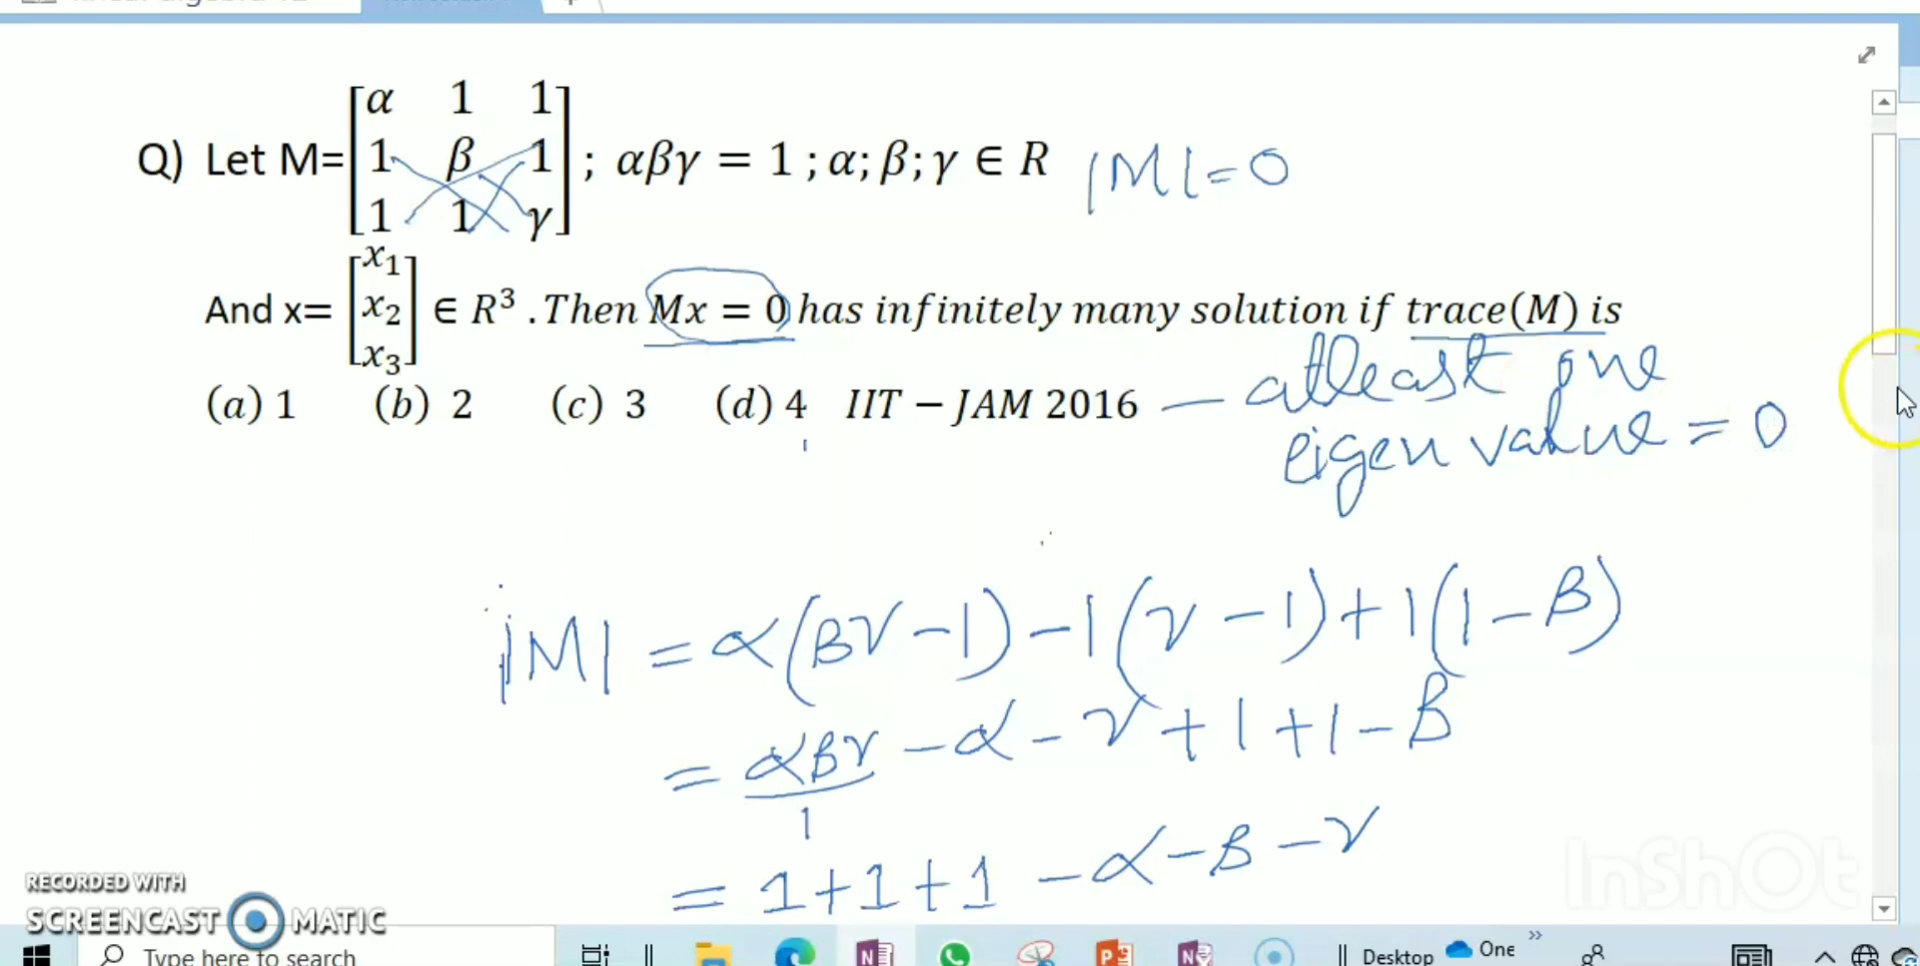 Q) Let M= [α 1 1; 1 β 1; 1 1 γ] ; αβγ = 1 ; α; β; γ ∈ R |M|=0
And x= [x₁; x₂; x₃] ∈ R³ .Then Mx = 0 has infinitely many solution if trace(M) is
(a) 1 (b) 2 (c) 3 (d) 4 IIT − JAM 2016 — atleast one
eigen value = 0
|M| = α(βγ-1) -1(γ-1)+1(1-β)
= αβγ -α-γ+1+1-β
1
= 1+1+1 -α-β-γ
InShOt
RECORDED WITH
SCREENCAST MATIC
Type here to search
Desktop
One